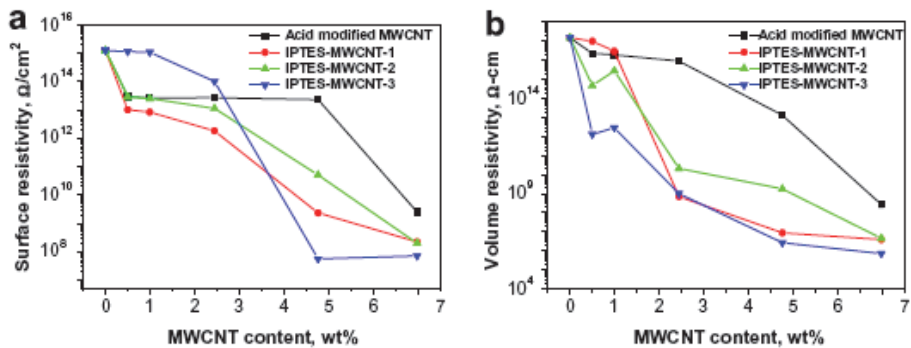 a
Acid modified MWCNT
IPTES-MWCNT-1
IPTES-MWCNT-2
IPTES-MWCNT-3
10^16
10^14
10^12
10^10
10^8
Surface resistivity, Ω/cm^2
0 1 2 3 4 5 6 7
MWCNT content, wt%
b
Acid modified MWCNT
IPTES-MWCNT-1
IPTES-MWCNT-2
IPTES-MWCNT-3
10^14
10^9
10^4
Volume resistivity, Ω-cm
0 1 2 3 4 5 6 7
MWCNT content, wt%